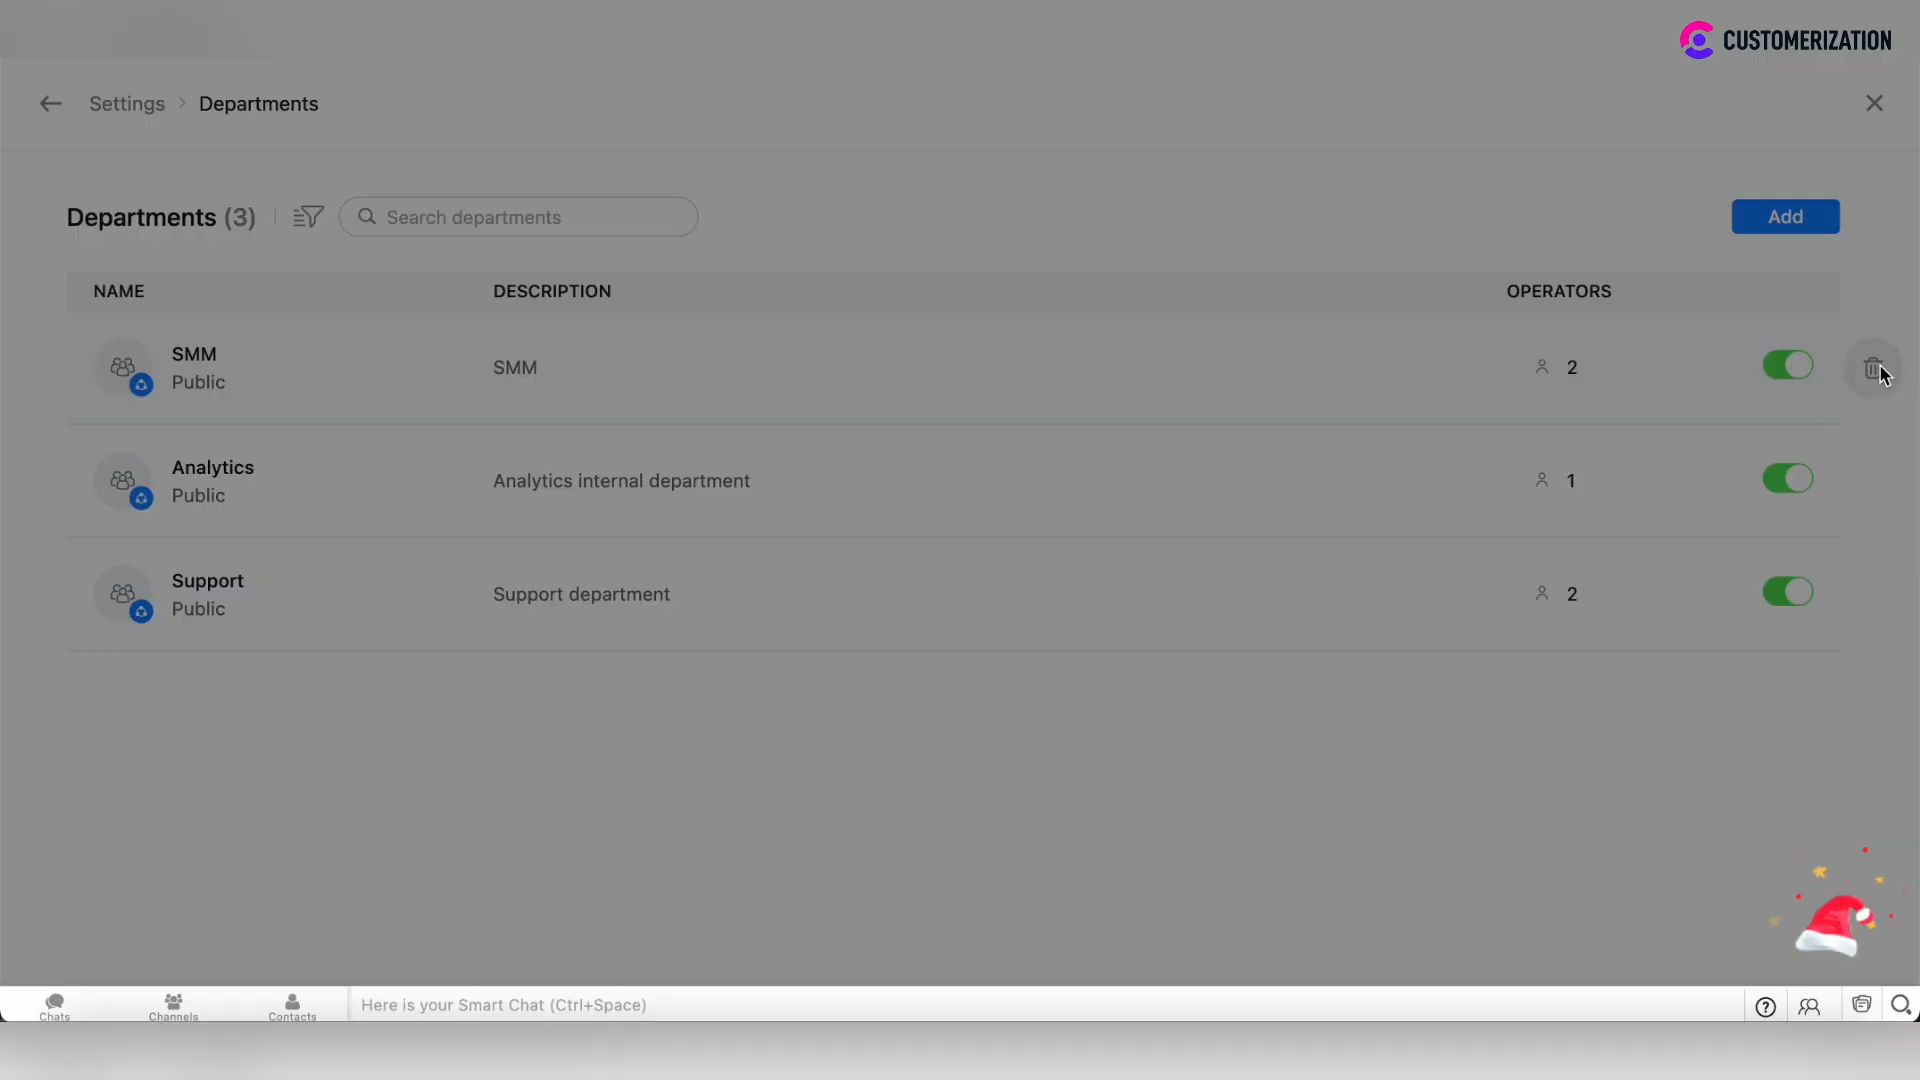 CUSTOMERIZATION
Settings > Departments
Departments (3)
Search departments
Add
NAME DESCRIPTION OPERATORS
SMM
Public
SMM
2
Analytics
Public
Analytics internal department
1
Support
Public
Support department
2
Chats
Channels
Contacts
Here is your Smart Chat (Ctrl+Space)